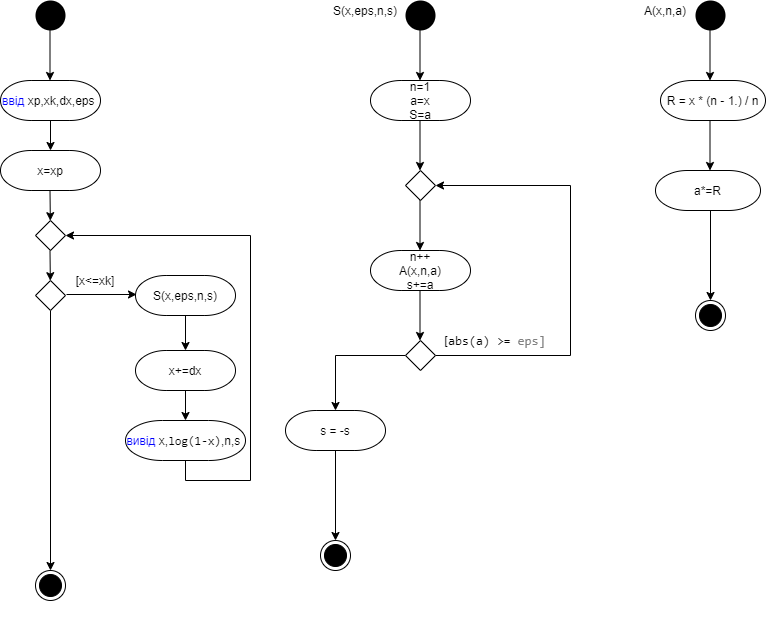 ввід xp,xk,dx,eps
x=xp
[x<=xk]
S(x,eps,n,s)
x+=dx
вивід x,log(1-x),n,s
S(x,eps,n,s)
n=1
a=x
S=a
n++
A(x,n,a)
s+=a
[abs(a) >= eps]
s = -s
A(x,n,a)
R = x * (n - 1.) / n
a*=R